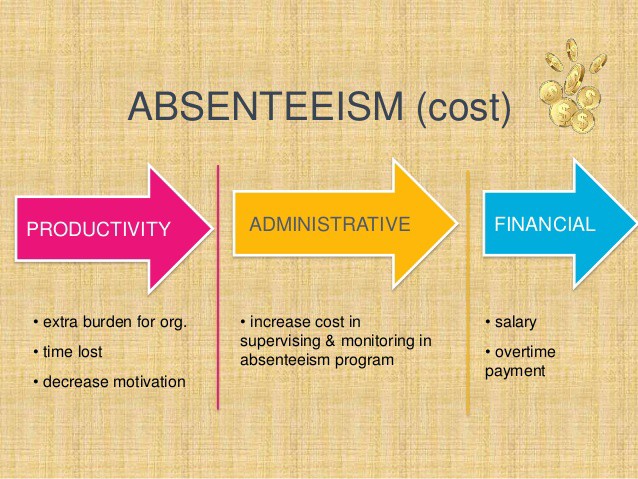 ABSENTEEISM (cost)
PRODUCTIVITY
• extra burden for org.
• time lost
• decrease motivation
ADMINISTRATIVE
• increase cost in
supervising & monitoring in
absenteeism program
FINANCIAL
• salary
• overtime
payment